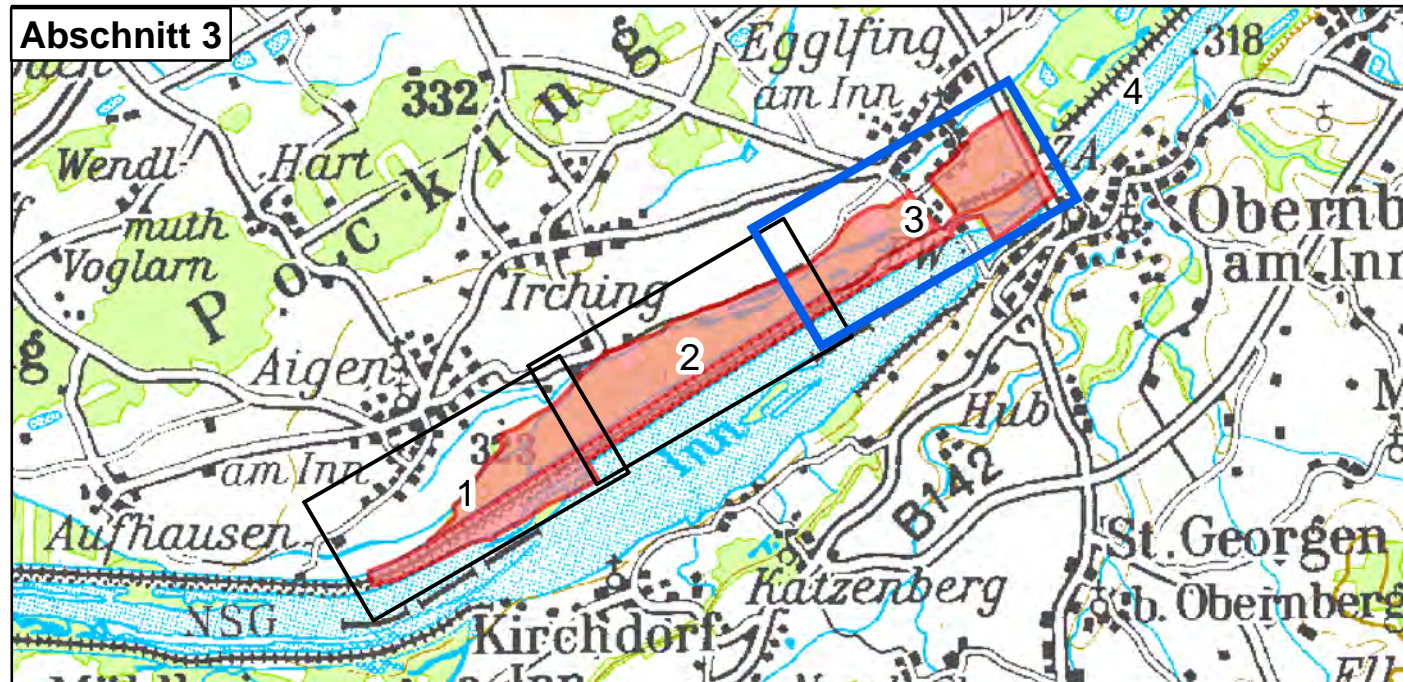 Abschnitt 3
Egglfing
am Inn
318
4
332
Pocking
Wendl-
muth
Hart
Voglarn
ZA
Obernb
am Inn
3
Irching
2
Aigen
am Inn
323
1
Inn
Hub
B142
M
Aufhausen
St. Georgen
b. Obernberg
Katzenberg
NSG
Kirchdorf